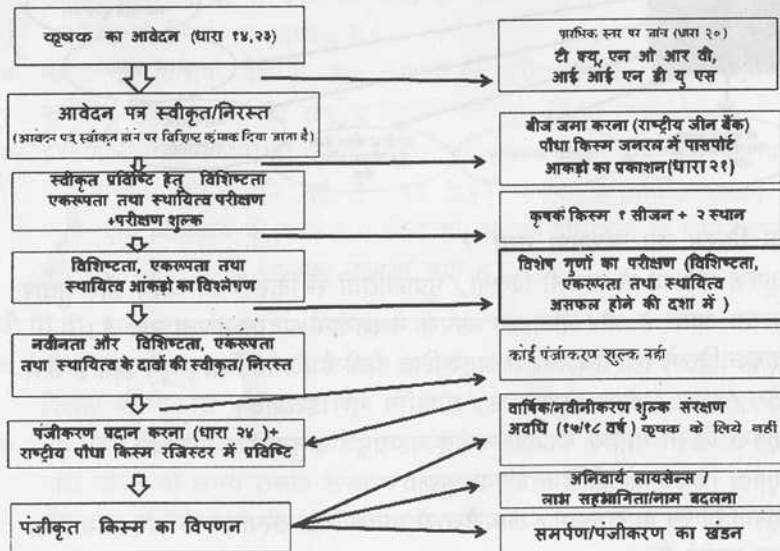 कृषक का आवेदन (धारा १४,२३)
आवेदन पत्र स्वीकृत/निरस्त
(आवेदन पत्र स्वीकृत होने पर विशिष्ट क्रमांक दिया जाता है)
स्वीकृत प्रविष्टि हेतु विशिष्टता
एकरूपता तथा स्थायित्व परीक्षण
+परीक्षण शुल्क
विशिष्टता, एकरूपता तथा
स्थायित्व आंकड़ो का विश्लेषण
नवीनता और विशिष्टता, एकरूपता
तथा स्थायित्व के दावों की स्वीकृत/निरस्त
पंजीकरण प्रदान करना (धारा २४)+
राष्ट्रीय पौधा किस्म रजिस्टर में प्रविष्टि
पंजीकृत किस्म का विपणन
प्रारंभिक स्तर पर जांच (धारा २०)
टी क्यू, एन ओ आर वी,
आई आई एन डी यु एस
बीज जमा करना (राष्ट्रीय जीन बैंक)
पौधा किस्म जनरल में पासपोर्ट
आकड़ो का प्रकाशन(धारा २१)
कृषक किस्म १ सीजन + २ स्थान
विशेष गुणों का परीक्षण (विशिष्टता,
एकरूपता तथा स्थायित्व
असफल होने की दशा में )
कोई पंजीकरण शुल्क नहीं
वार्षिक/नवीनीकरण शुल्क संरक्षण
अवधि (१५/१८ वर्ष) कृषक के लिये नहीं
अनिवार्य लायसेन्स /
लाभ सहभागिता/नाम बदलना
समर्पण/पंजीकरण का खंडन